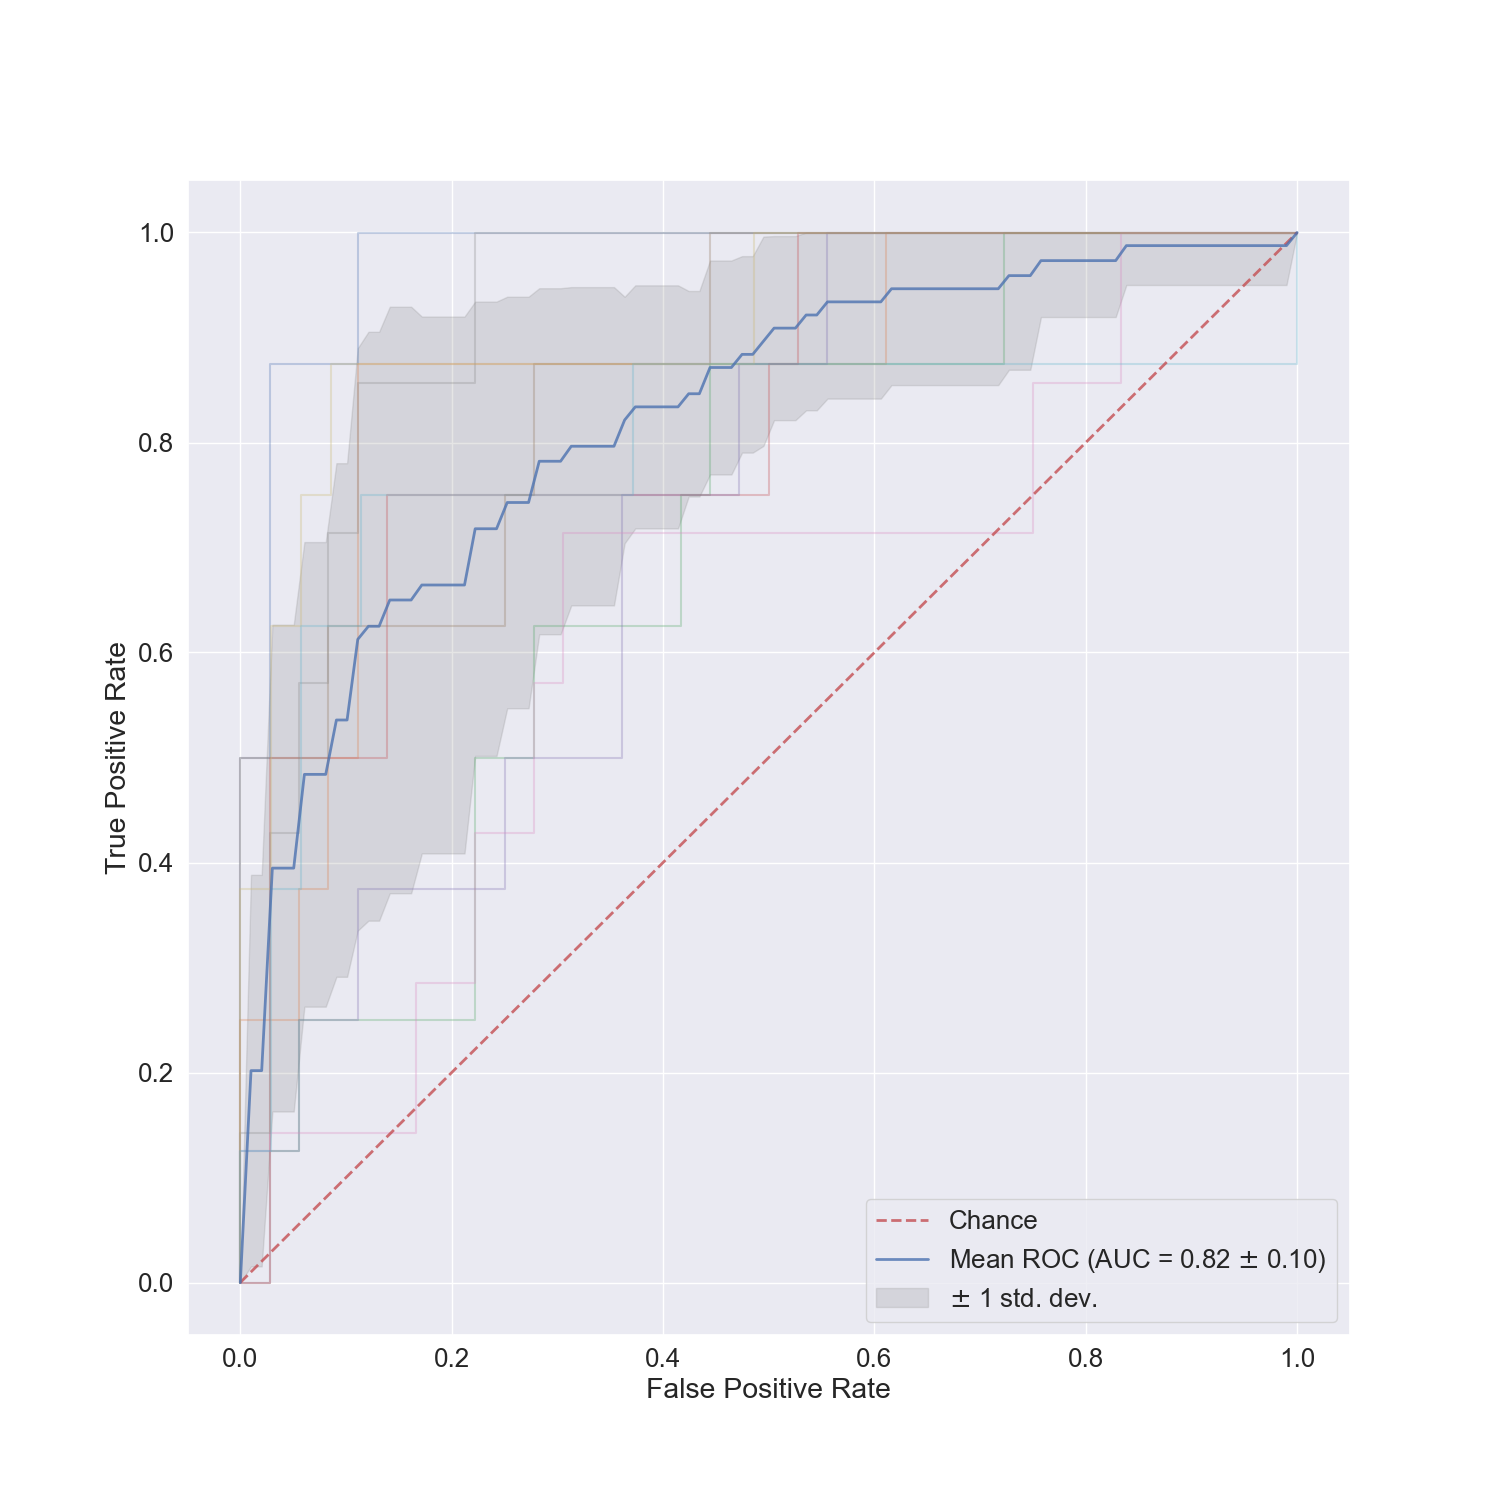 1.0
0.8
0.6
0.4
0.2
0.0
True Positive Rate
Chance
Mean ROC (AUC = 0.82 ± 0.10)
± 1 std. dev.
0.0 0.2 0.4 0.6 0.8 1.0
False Positive Rate